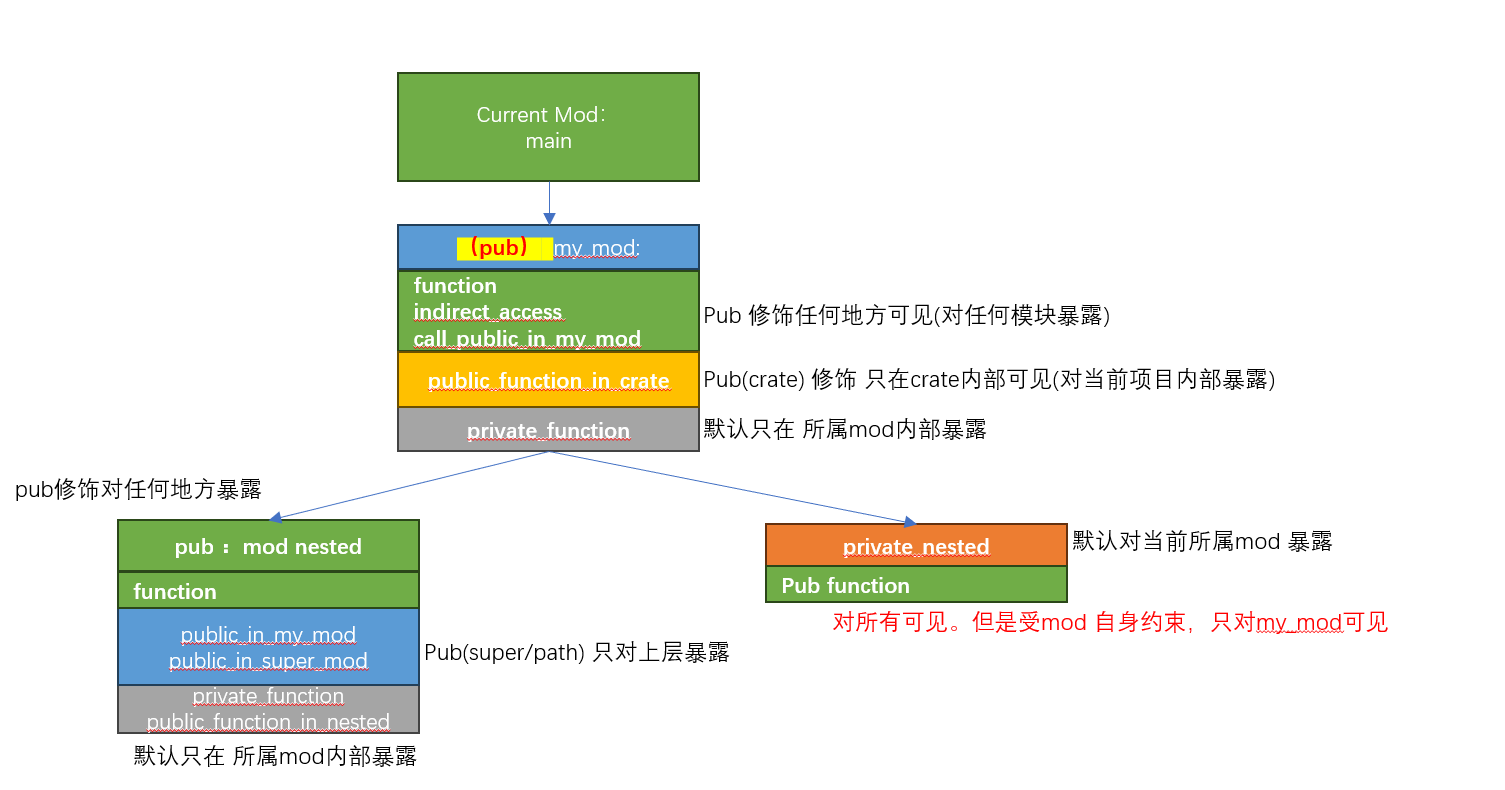 Current Mod：
main
（pub） my_mod:
function
indirect_access
call_public_in_my_mod
Pub 修饰任何地方可见(对任何模块暴露)
public_function_in_crate
Pub(crate) 修饰 只在crate内部可见(对当前项目内部暴露)
private_function
默认只在 所属mod内部暴露
pub修饰对任何地方暴露
pub ：mod nested
function
public_in_my_mod
public_in_super_mod
Pub(super/path) 只对上层暴露
private_function
public_function_in_nested
默认只在 所属mod内部暴露
private_nested
默认对当前所属mod 暴露
Pub function
对所有可见。但是受mod 自身约束，只对my_mod可见